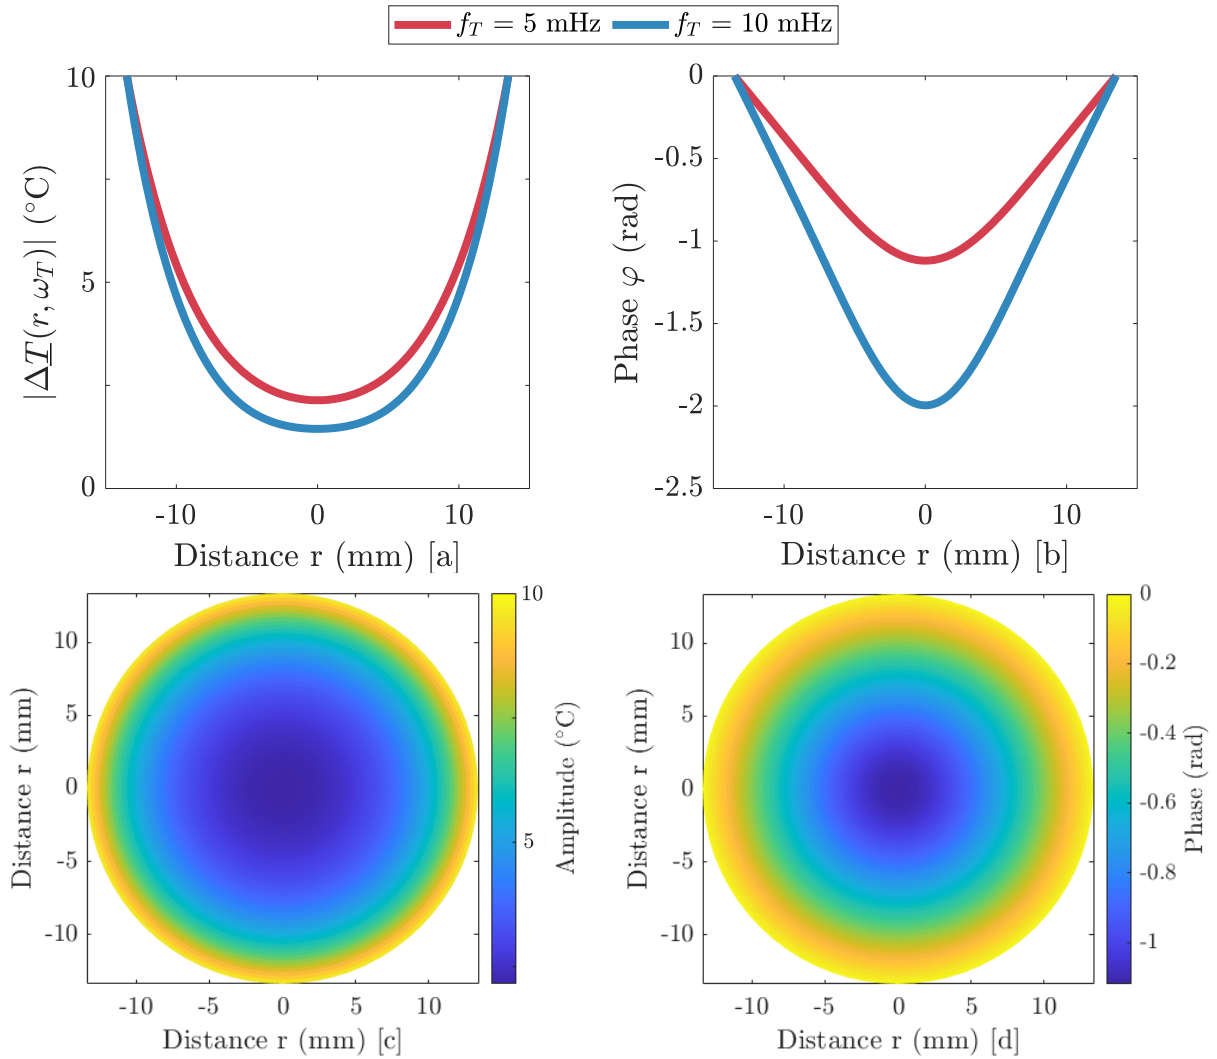 f_T = 5 mHz f_T = 10 mHz
10
5
0
-10 0 10
|ΔT(r, ω_T)| (°C)
Distance r (mm) [a]
0
-0.5
-1
-1.5
-2
-2.5
-10 0 10
Phase φ (rad)
Distance r (mm) [b]
10
5
0
-5
-10
-10 -5 0 5 10
Distance r (mm)
Distance r (mm) [c]
10
5
Amplitude (°C)
10
5
0
-5
-10
-10 -5 0 5 10
Distance r (mm)
Distance r (mm) [d]
0
-0.2
-0.4
-0.6
-0.8
-1
Phase (rad)